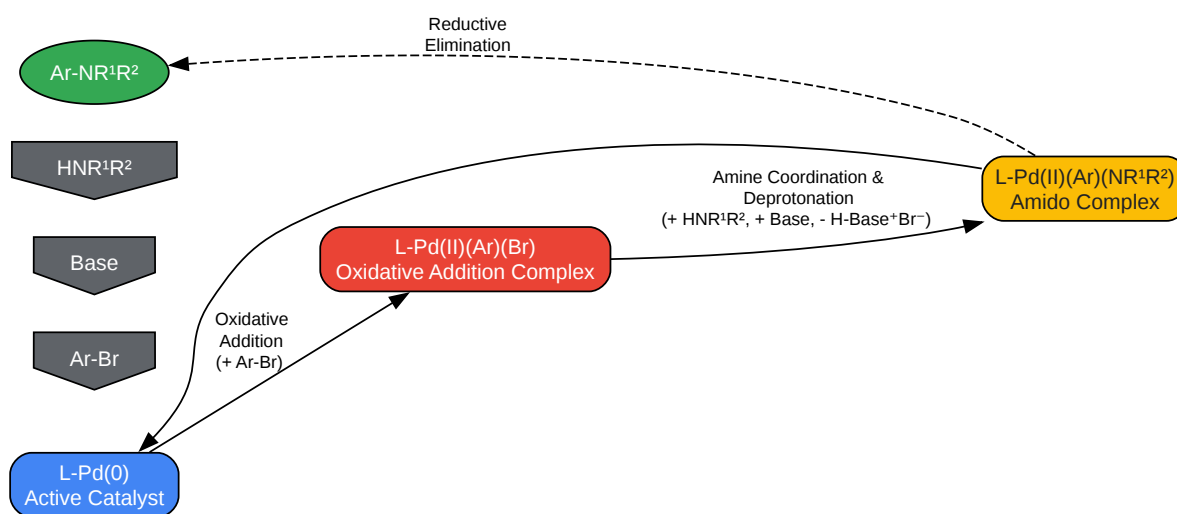 Reductive
Elimination
Ar-NR¹R²
HNR¹R²
L-Pd(II)(Ar)(NR¹R²)
Amido Complex
Amine Coordination &
Deprotonation
(+ HNR¹R², + Base, - H-Base⁺Br⁻)
Base
L-Pd(II)(Ar)(Br)
Oxidative Addition Complex
Oxidative
Addition
(+ Ar-Br)
Ar-Br
L-Pd(0)
Active Catalyst